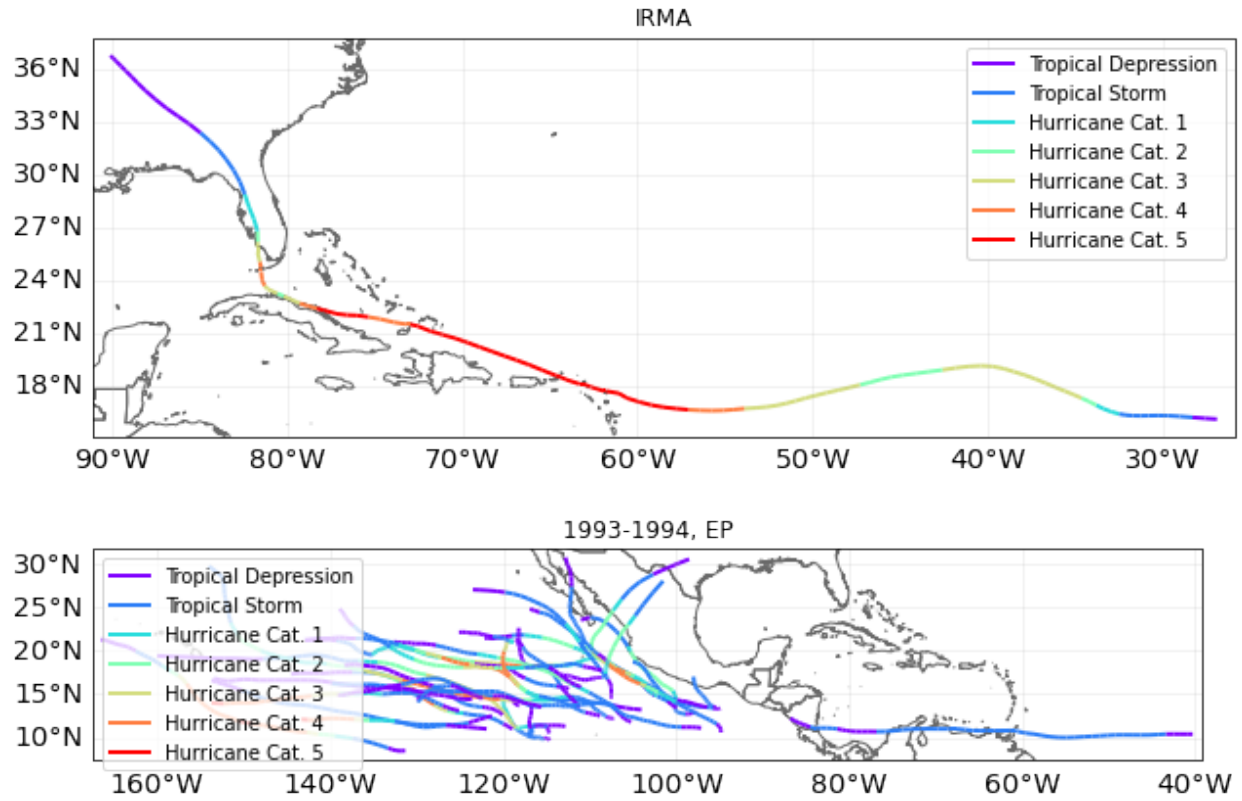 IRMA
36°N
33°N
30°N
27°N
24°N
21°N
18°N
Tropical Depression
Tropical Storm
Hurricane Cat. 1
Hurricane Cat. 2
Hurricane Cat. 3
Hurricane Cat. 4
Hurricane Cat. 5
90°W 80°W 70°W 60°W 50°W 40°W 30°W
1993-1994, EP
30°N
25°N
20°N
15°N
10°N
Tropical Depression
Tropical Storm
Hurricane Cat. 1
Hurricane Cat. 2
Hurricane Cat. 3
Hurricane Cat. 4
Hurricane Cat. 5
160°W 140°W 120°W 100°W 80°W 60°W 40°W